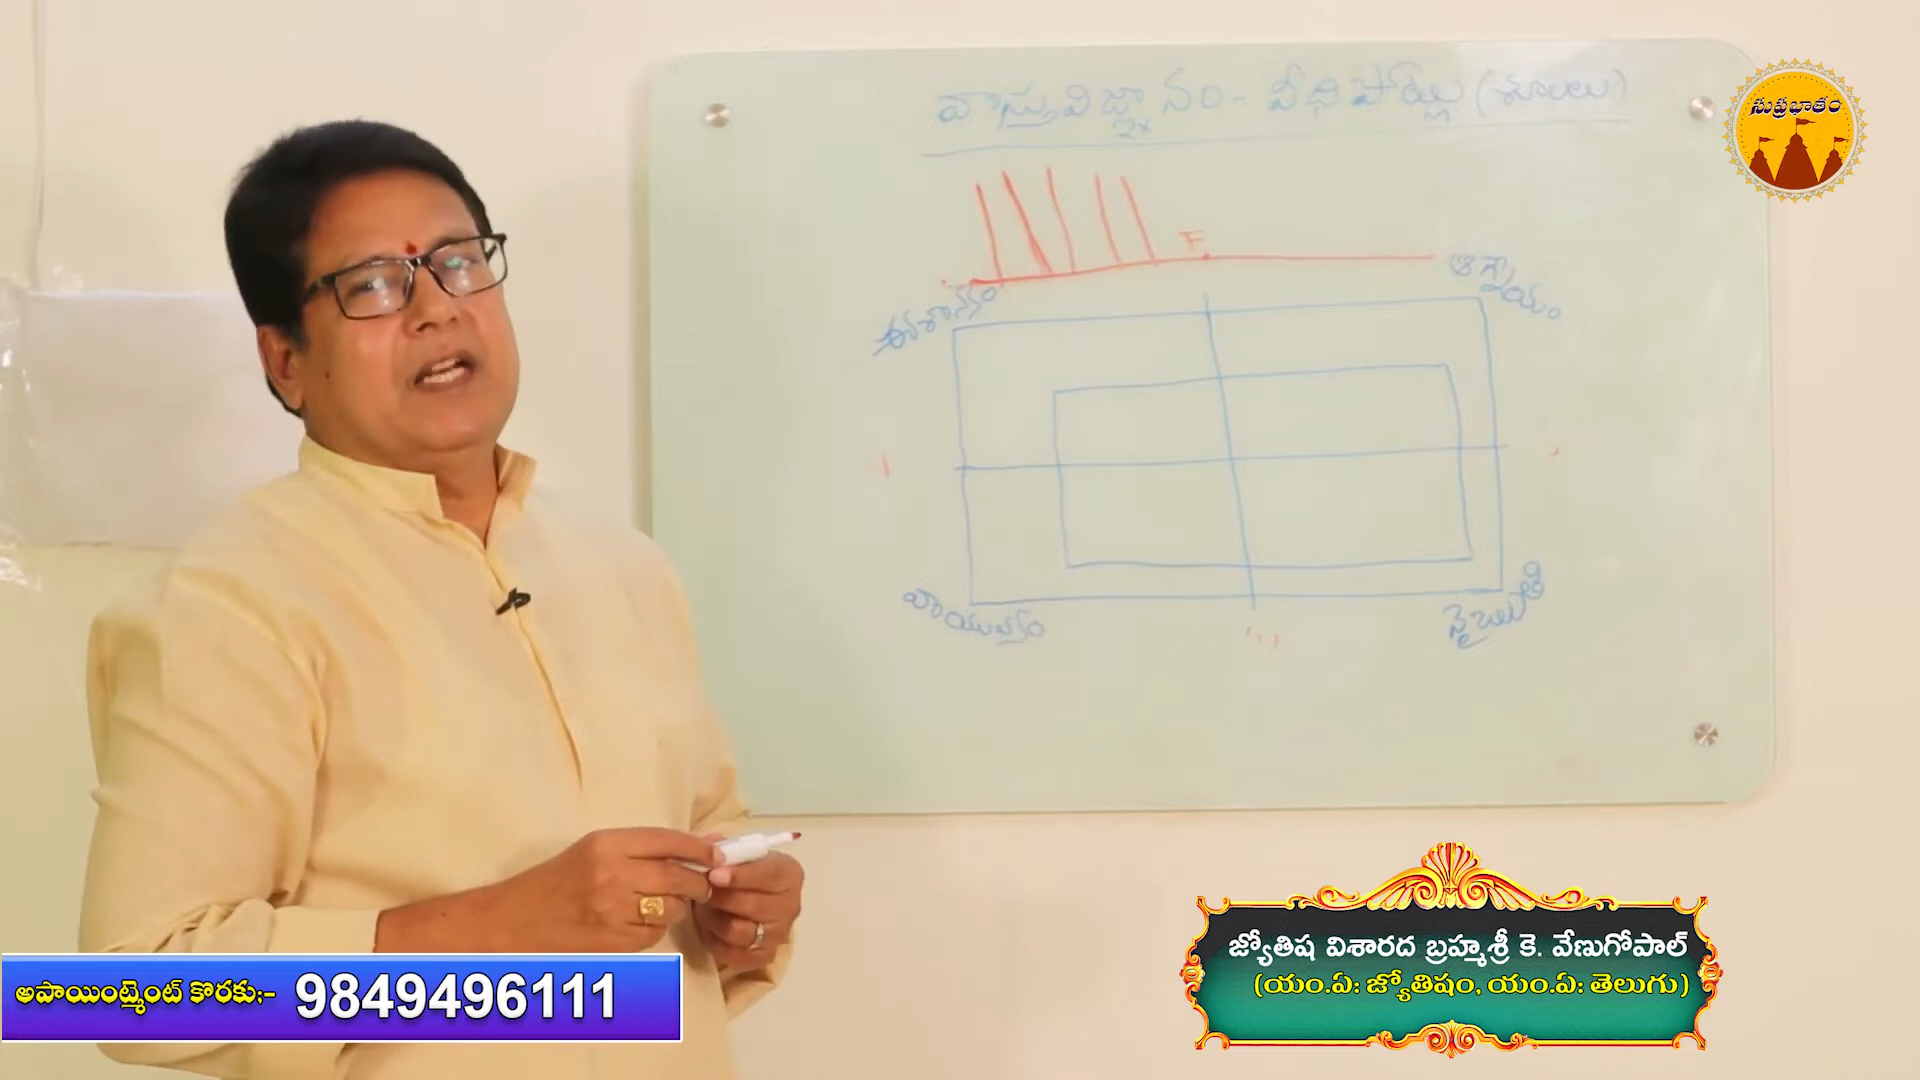 వాస్తు విజ్ఞానం - వీధిపోట్లు (శూలలు)
సుప్రభాతం
E
ఆగ్నేయం
ఈశాన్యం
వాయువ్యం
నైఋతి
జ్యోతిష విశారద బ్రహ్మశ్రీ కె. వేణుగోపాల్
(యం.ఏ: జ్యోతిషం, యం.ఏ: తెలుగు)
అపాయింట్మెంట్ కొరకు:- 9849496111